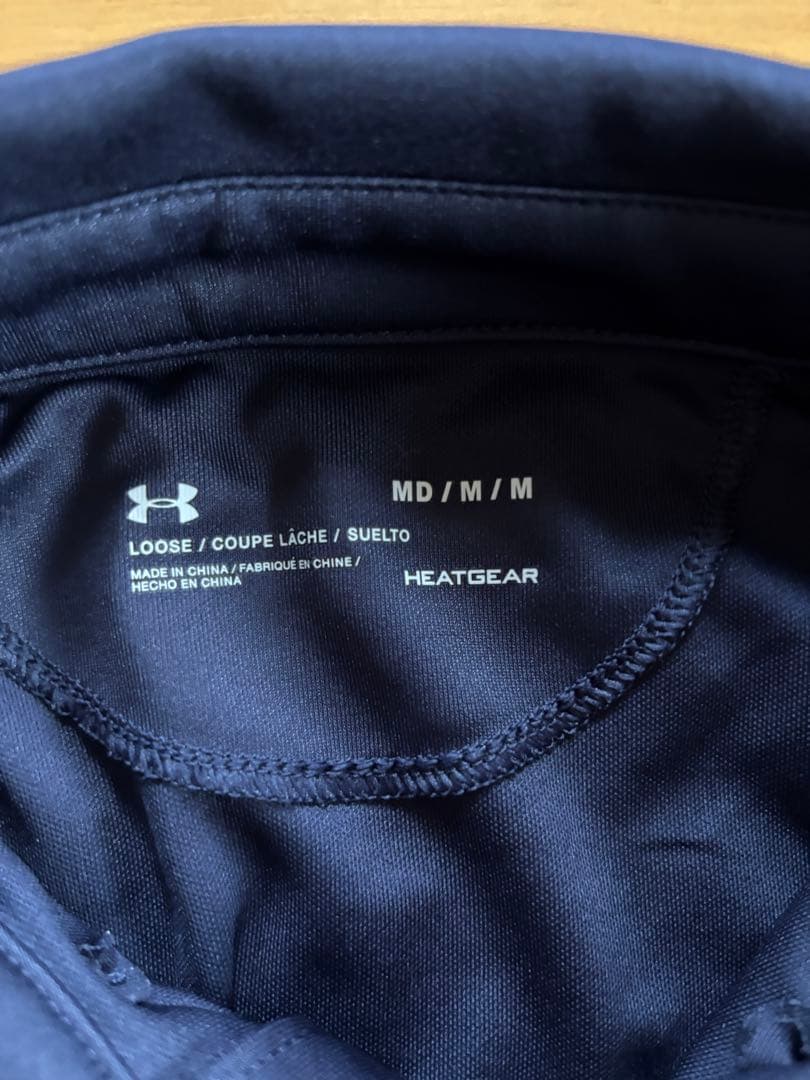 MD / M / M
LOOSE / COUPE LÂCHE / SUELTO
MADE IN CHINA / FABRIQUÉ EN CHINE /
HECHO EN CHINA
HEATGEAR